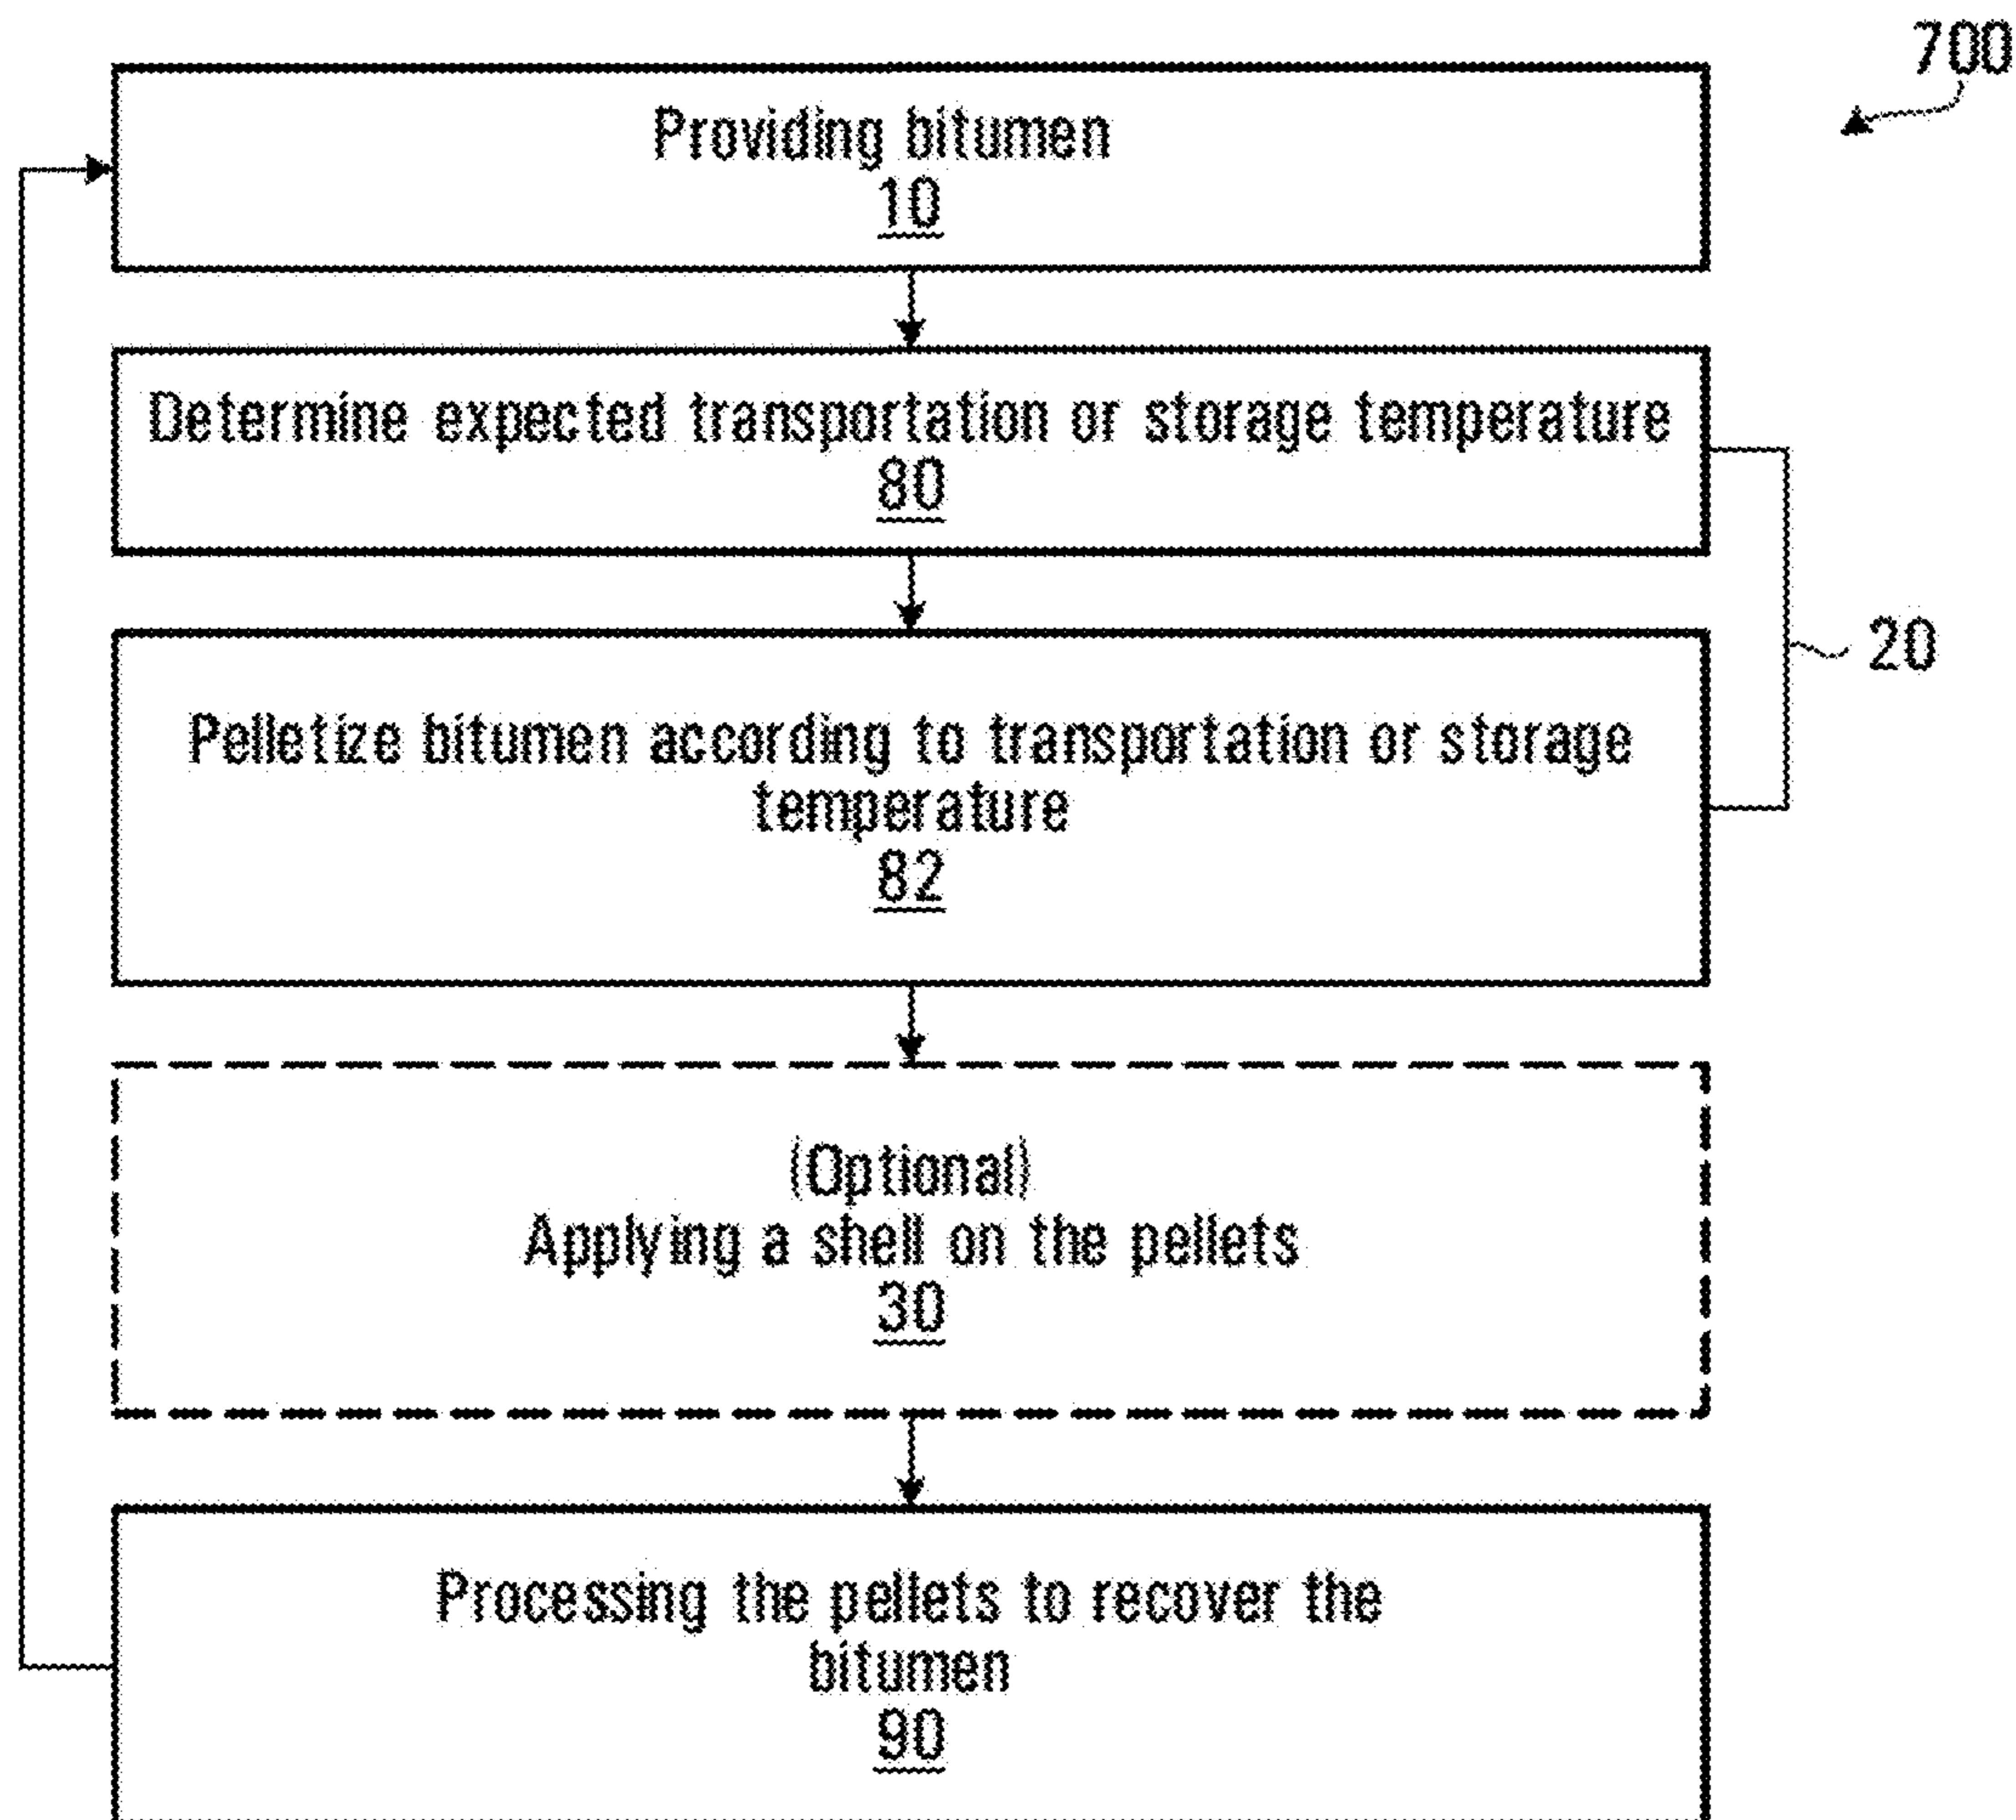 700
Providing bitumen
10
Determine expected transportation or storage temperature
80
20
Pelletize bitumen according to transportation or storage
temperature
82
(Optional)
Applying a shell on the pellets
30
Processing the pellets to recover the
bitumen
90